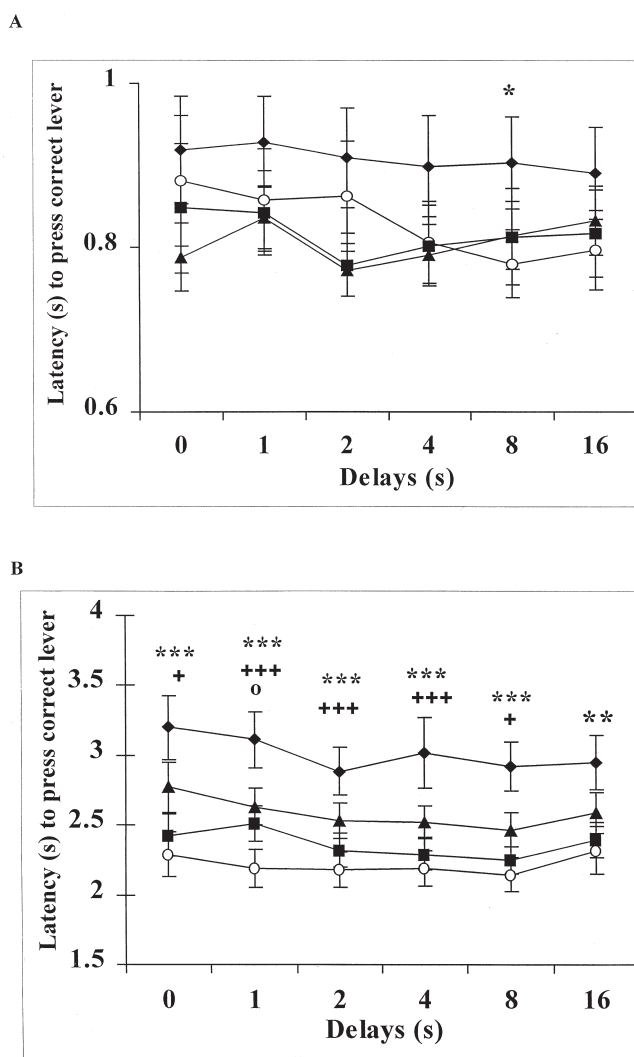 A
Latency (s) to press correct lever
1
*
0.8
0.6
0 1 2 4 8 16
Delays (s)
B
Latency (s) to press correct lever
4
*** *** *** *** *** **
+ +++ +++ +++ +
o
3.5
3
2.5
2
1.5
0 1 2 4 8 16
Delays (s)